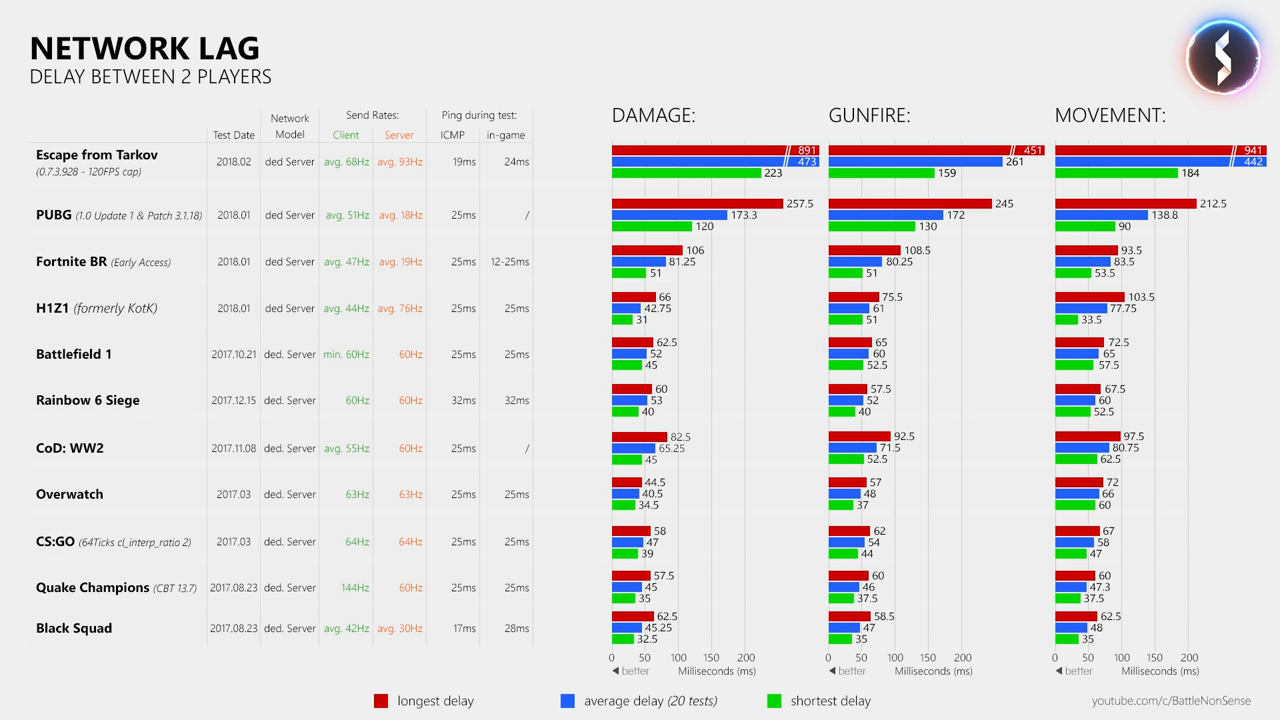 NETWORK LAG
DELAY BETWEEN 2 PLAYERS
Test Date Network Model Send Rates: Client Server Ping during test: ICMP in-game DAMAGE: GUNFIRE: MOVEMENT:
Escape from Tarkov (0.7.3.928 - 120FPS cap) 2018.02 ded Server avg. 68Hz avg. 93Hz 19ms 24ms 891 473 223 451 261 159 941 442 184
PUBG (1.0 Update 1 & Patch 3.1.18) 2018.01 ded Server avg. 51Hz avg. 18Hz 25ms / 257.5 173.3 120 245 172 130 212.5 138.8 90
Fortnite BR (Early Access) 2018.01 ded Server avg. 47Hz avg. 19Hz 25ms 12-25ms 106 81.25 51 108.5 80.25 51 93.5 83.5 53.5
H1Z1 (formerly KotK) 2018.01 ded Server avg. 44Hz avg. 76Hz 25ms 25ms 66 42.75 31 75.5 61 51 103.5 77.75 33.5
Battlefield 1 2017.10.21 ded. Server min. 60Hz 60Hz 25ms 25ms 62.5 52 45 65 60 52.5 72.5 65 57.5
Rainbow 6 Siege 2017.12.15 ded. Server 60Hz 60Hz 32ms 32ms 60 53 40 57.5 52 40 67.5 60 52.5
CoD: WW2 2017.11.08 ded. Server avg. 55Hz 60Hz 25ms / 82.5 65.25 45 92.5 71.5 52.5 97.5 80.75 62.5
Overwatch 2017.03 ded. Server 63Hz 63Hz 25ms 25ms 44.5 40.5 34.5 57 48 37 72 66 60
CS:GO (64Ticks cl_interp_ratio 2) 2017.03 ded. Server 64Hz 64Hz 25ms 25ms 58 47 39 62 54 44 67 58 47
Quake Champions (CBT 13.7) 2017.08.23 ded. Server 144Hz 60Hz 25ms 25ms 57.5 45 35 60 46 37.5 60 47.3 37.5
Black Squad 2017.08.23 ded. Server avg. 42Hz avg. 30Hz 17ms 28ms 62.5 45.25 32.5 58.5 47 35 62.5 48 35
0 50 100 150 200 0 50 100 150 200 0 50 100 150 200
better Milliseconds (ms) better Milliseconds (ms) better Milliseconds (ms)
longest delay average delay (20 tests) shortest delay youtube.com/c/BattleNonSense